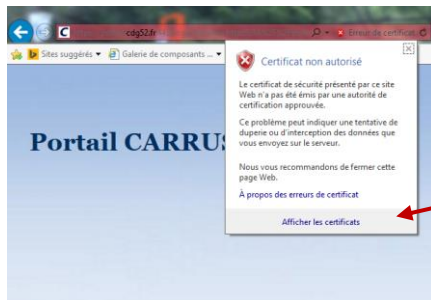 cdg52.fr
Erreur de certificat
Sites suggérés ▼ Galerie de composants ... ▼
Certificat non autorisé
Le certificat de sécurité présenté par ce site
Web n'a pas été émis par une autorité de
certification approuvée.
Ce problème peut indiquer une tentative de
duperie ou d'interception des données que
vous envoyez sur le serveur.
Nous vous recommandons de fermer cette
page Web.
À propos des erreurs de certificat
Afficher les certificats
Portail CARRUS